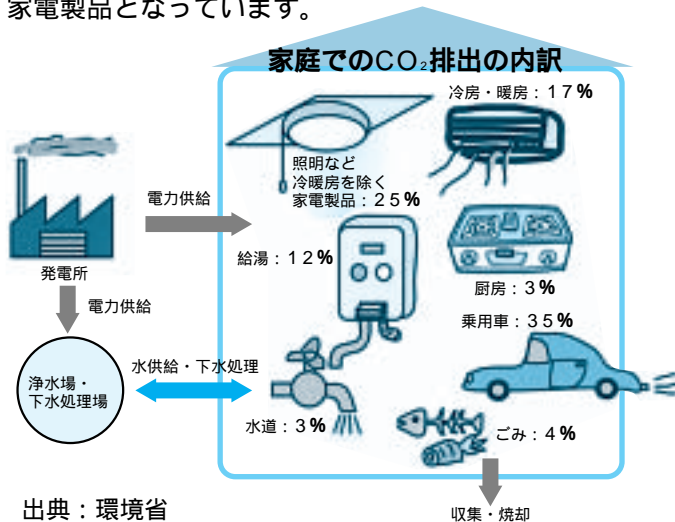 家電製品となっています。
家庭でのCO₂排出の内訳
冷房・暖房：１７％
照明など
冷暖房を除く
家電製品：２５％
電力供給
発電所
給湯：１２％
厨房：３％
電力供給
乗用車：３５％
水供給・下水処理
浄水場・
下水処理場
水道：３％
ごみ：４％
出典：環境省
収集・焼却